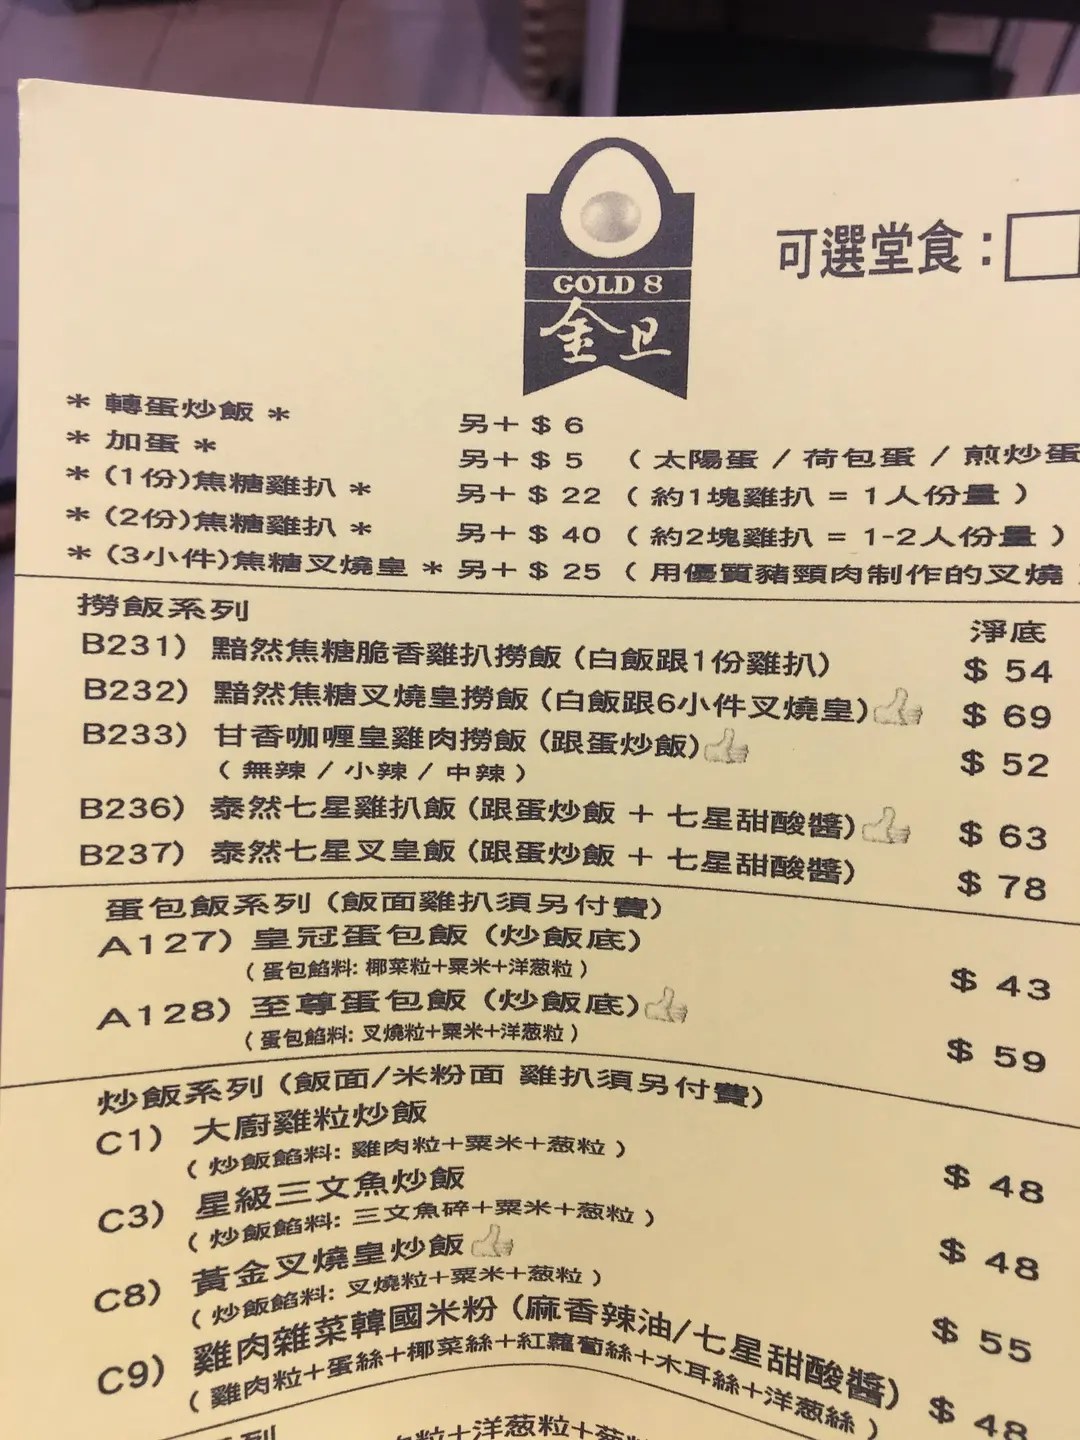 GOLD 8
金旦
可選堂食：
* 轉蛋炒飯 * 另+ $ 6
* 加蛋 * 另+ $ 5 ( 太陽蛋 / 荷包蛋 / 煎炒蛋
* (1份)焦糖雞扒 * 另+ $ 22 ( 約1塊雞扒 = 1人份量 )
* (2份)焦糖雞扒 * 另+ $ 40 ( 約2塊雞扒 = 1-2人份量 )
* (3小件)焦糖叉燒皇 * 另+ $ 25 ( 用優質豬頸肉制作的叉燒
撈飯系列 淨底
B231) 黯然焦糖脆香雞扒撈飯 (白飯跟1份雞扒) $ 54
B232) 黯然焦糖叉燒皇撈飯 (白飯跟6小件叉燒皇) $ 69
B233) 甘香咖喱皇雞肉撈飯 (跟蛋炒飯) $ 52
( 無辣 / 小辣 / 中辣 )
B236) 泰然七星雞扒飯 (跟蛋炒飯 + 七星甜酸醬) $ 63
B237) 泰然七星叉皇飯 (跟蛋炒飯 + 七星甜酸醬) $ 78
蛋包飯系列 (飯面雞扒須另付費)
A127) 皇冠蛋包飯 (炒飯底) $ 43
( 蛋包餡料: 椰菜粒+粟米+洋葱粒 )
A128) 至尊蛋包飯 (炒飯底) $ 59
( 蛋包餡料: 叉燒粒+粟米+洋葱粒 )
炒飯系列 (飯面/米粉面 雞扒須另付費)
C1) 大廚雞粒炒飯 $ 48
( 炒飯餡料: 雞肉粒+粟米+葱粒 )
C3) 星級三文魚炒飯 $ 48
( 炒飯餡料: 三文魚碎+粟米+葱粒 )
C8) 黃金叉燒皇炒飯 $ 55
( 炒飯餡料: 叉燒粒+粟米+葱粒 )
C9) 雞肉雜菜韓國米粉 (麻香辣油/七星甜酸醬) $ 48
( 雞肉粒+蛋絲+椰菜絲+紅蘿蔔絲+木耳絲+洋葱絲 )
系列 肉粒+洋葱粒+葱